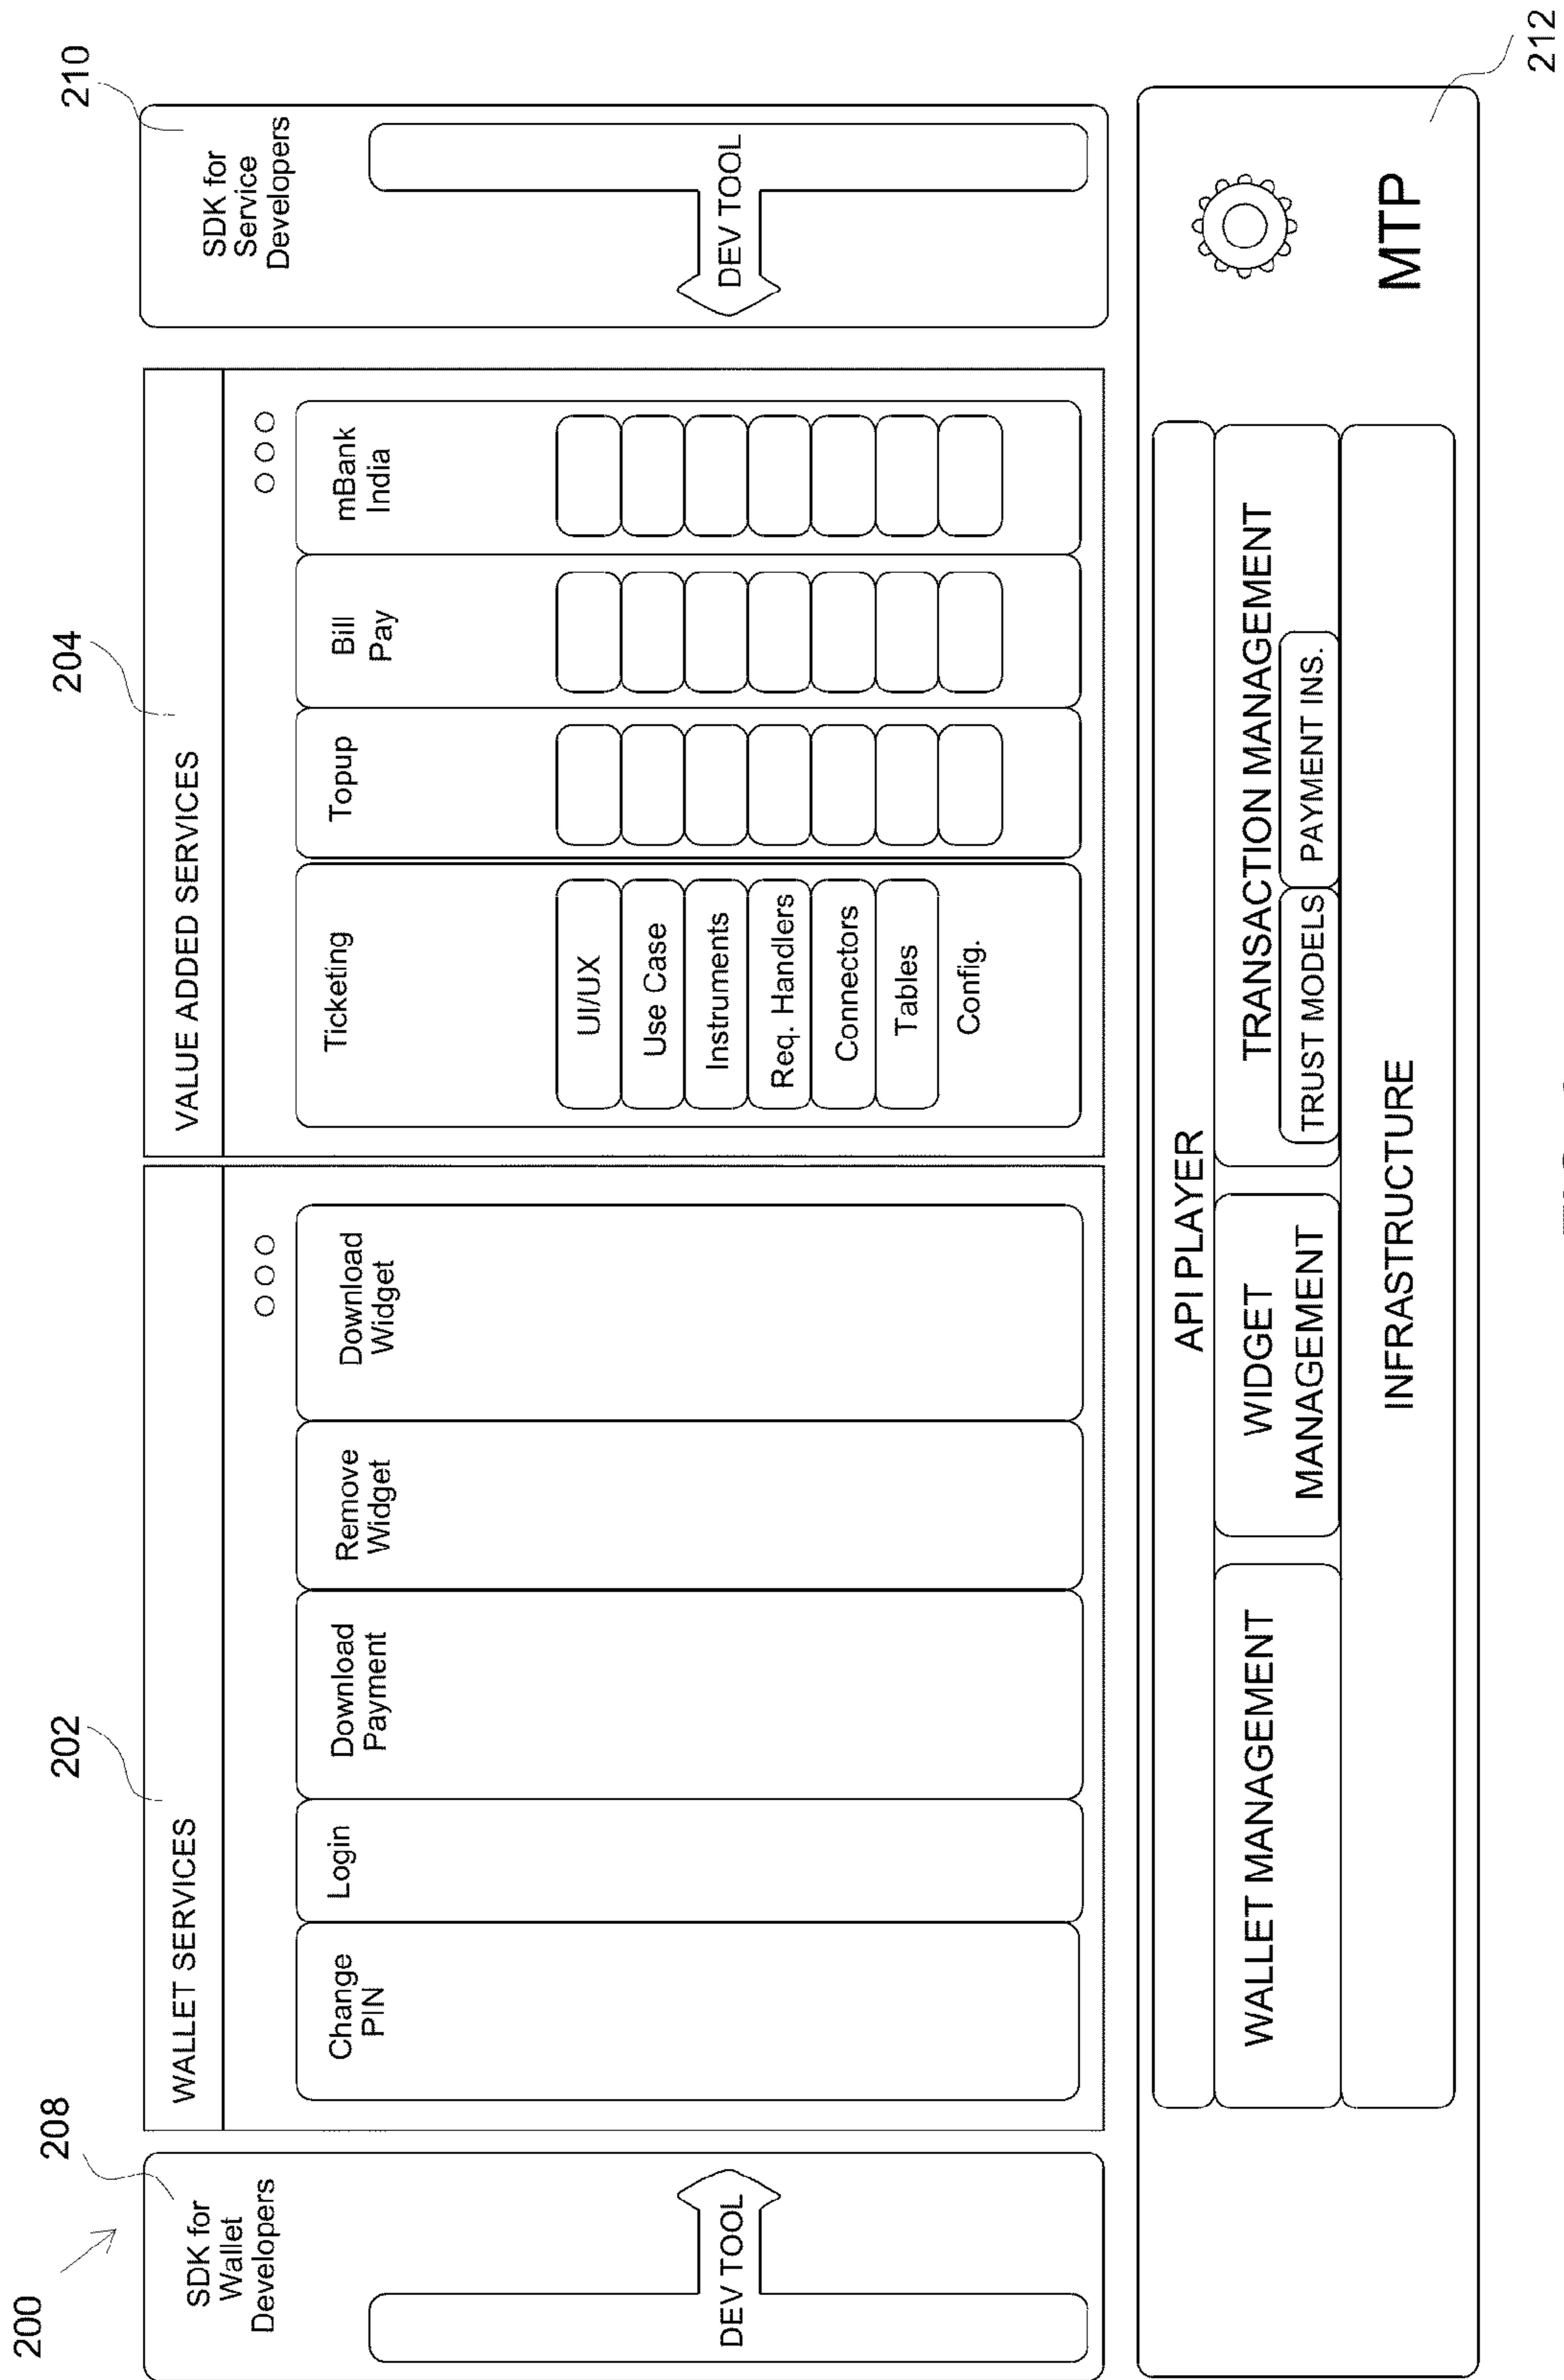 200
208
202
204
210
SDK for
Wallet
Developers
DEV TOOL
WALLET SERVICES
Change
PIN
Login
Download
Payment
Remove
Widget
Download
Widget
VALUE ADDED SERVICES
Ticketing
UI/UX
Use Case
Instruments
Req. Handlers
Connectors
Tables
Config.
Topup
Bill
Pay
mBank
India
SDK for
Service
Developers
DEV TOOL
API PLAYER
WALLET MANAGEMENT
WIDGET
MANAGEMENT
TRANSACTION MANAGEMENT
TRUST MODELS
PAYMENT INS.
INFRASTRUCTURE
MTP
212